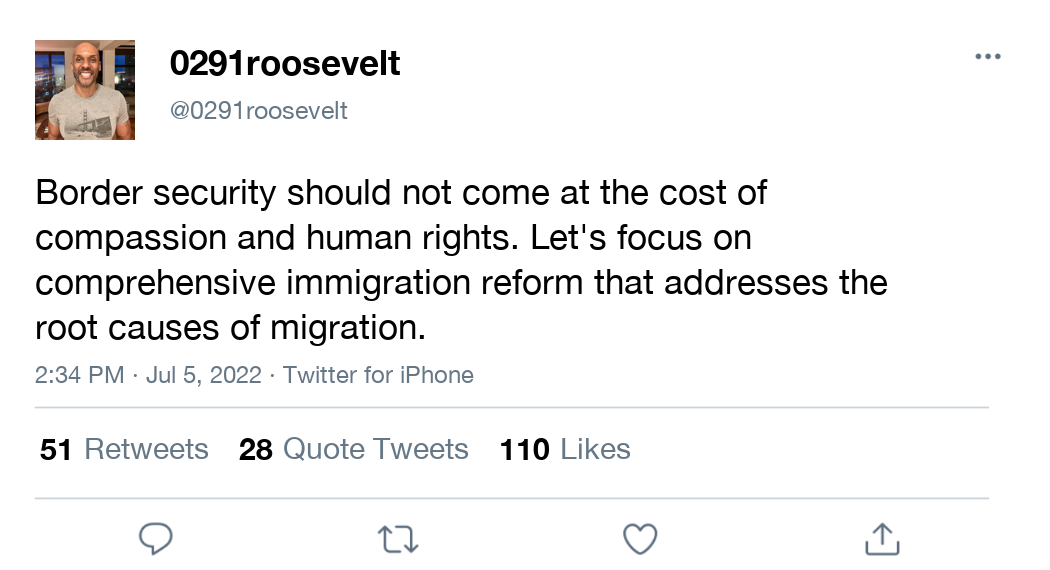 0291roosevelt
@0291roosevelt
Border security should not come at the cost of
compassion and human rights. Let's focus on
comprehensive immigration reform that addresses the
root causes of migration.
2:34 PM · Jul 5, 2022 · Twitter for iPhone
51 Retweets 28 Quote Tweets 110 Likes